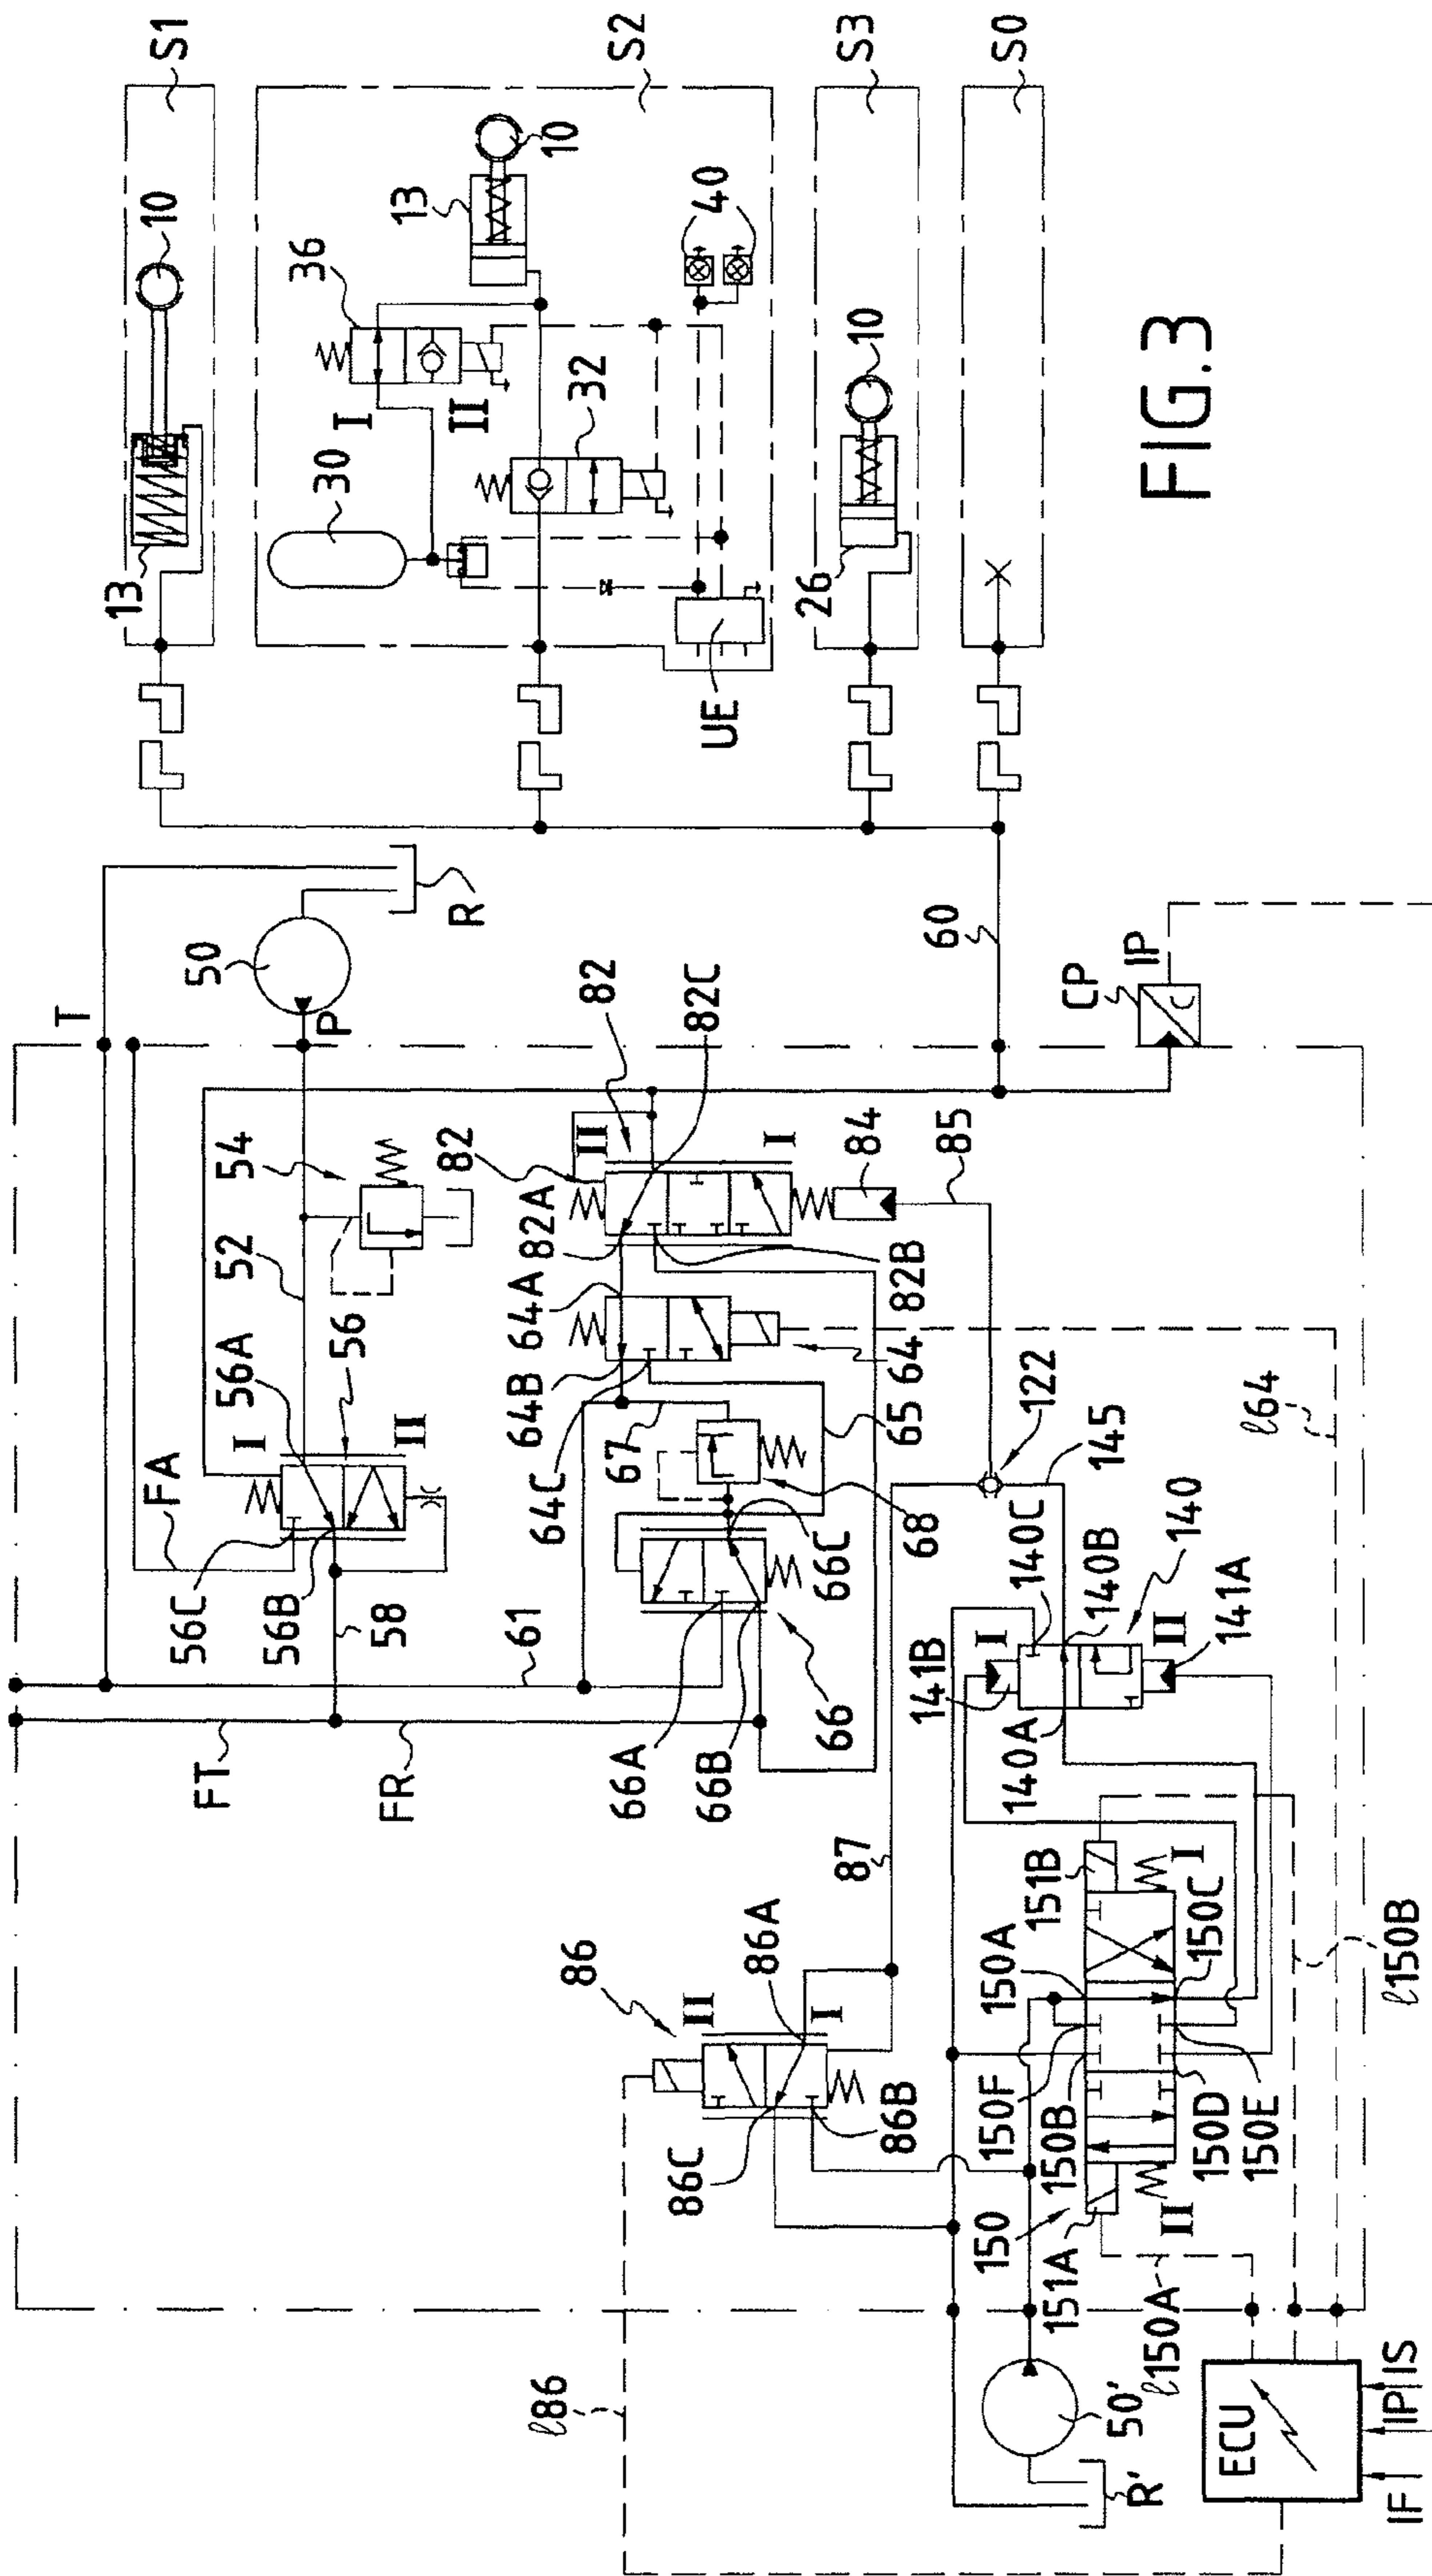 S1
10
13
S2
10
13
36
I
II
30
32
40
UE
S3
10
26
S0
FIG.3
T
50
P
R
60
CP
IP
52
54
56A
56
I
II
FA
56C
56B
58
82
82
82C
II
I
82A
82B
84
85
64A
64B
64C
64
65
67
68
66C
66A
66B
66
61
FT
FR
122
145
140C
140B
140
141A
141B
140A
I
II
ℓ64
87
86
86A
II
I
86B
86C
150A
151B
I
150C
150F
150B
150D
150E
150
151A
II
ℓ150B
ℓ150A
ℓ86
50'
R'
ECU
IF
IP
IS